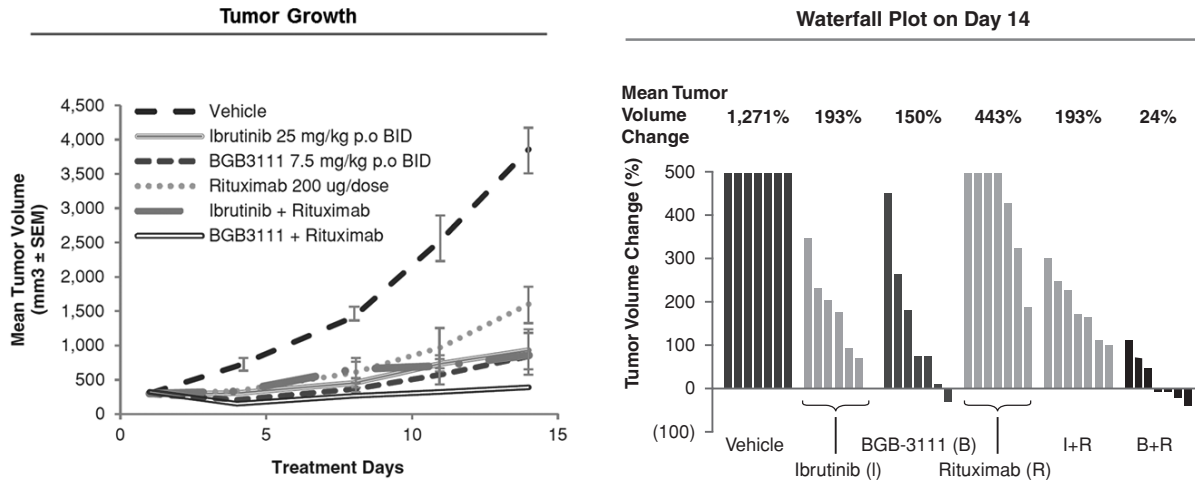 Tumor Growth
4,500
4,000
3,500
3,000
2,500
2,000
1,500
1,000
500
0
Mean Tumor Volume
(mm3 ± SEM)
Vehicle
Ibrutinib 25 mg/kg p.o BID
BGB3111 7.5 mg/kg p.o BID
Rituximab 200 ug/dose
Ibrutinib + Rituximab
BGB3111 + Rituximab
0 5 10 15
Treatment Days
Waterfall Plot on Day 14
Mean Tumor
Volume
Change
1,271% 193% 150% 443% 193% 24%
Tumor Volume Change (%)
500
400
300
200
100
0
(100)
Vehicle
Ibrutinib (I)
BGB-3111 (B)
Rituximab (R)
I+R
B+R